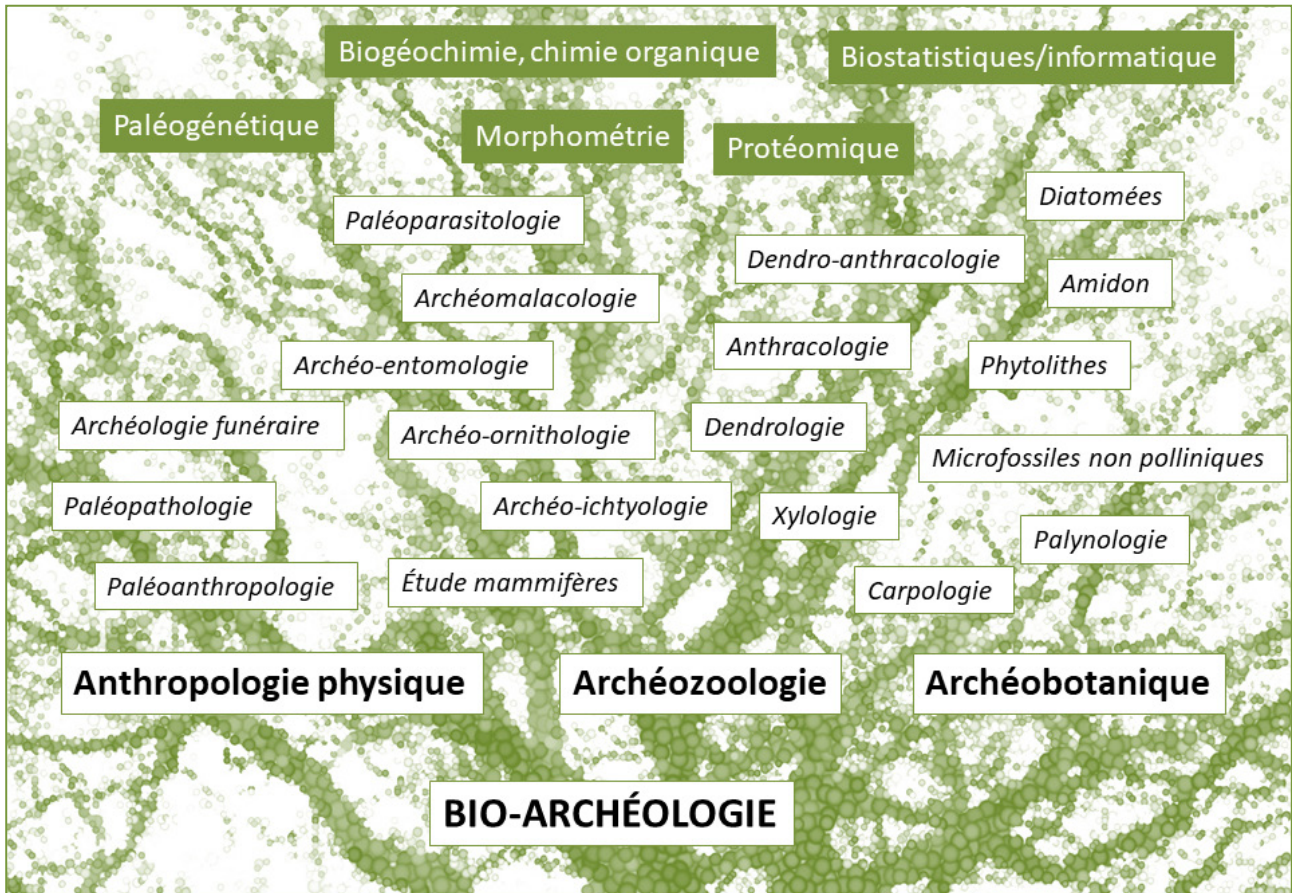 Biogéochimie, chimie organique
Biostatistiques/informatique
Paléogénétique
Morphométrie
Protéomique
Diatomées
Paléoparasitologie
Dendro-anthracologie
Amidon
Archéomalacologie
Anthracologie
Archéo-entomologie
Phytolithes
Archéologie funéraire
Archéo-ornithologie
Dendrologie
Microfossiles non polliniques
Paléopathologie
Archéo-ichtyologie
Xylologie
Palynologie
Paléoanthropologie
Étude mammifères
Carpologie
Anthropologie physique
Archéozoologie
Archéobotanique
BIO-ARCHÉOLOGIE